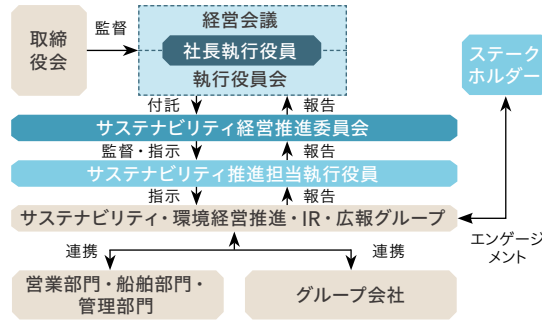 取締
役会
監督
経営会議
社長執行役員
執行役員会
ステーク
ホルダー
付託
報告
サステナビリティ経営推進委員会
監督・指示
報告
サステナビリティ推進担当執行役員
指示
報告
サステナビリティ・環境経営推進・IR・広報グループ
エンゲージ
メント
連携
連携
営業部門・船舶部門・
管理部門
グループ会社